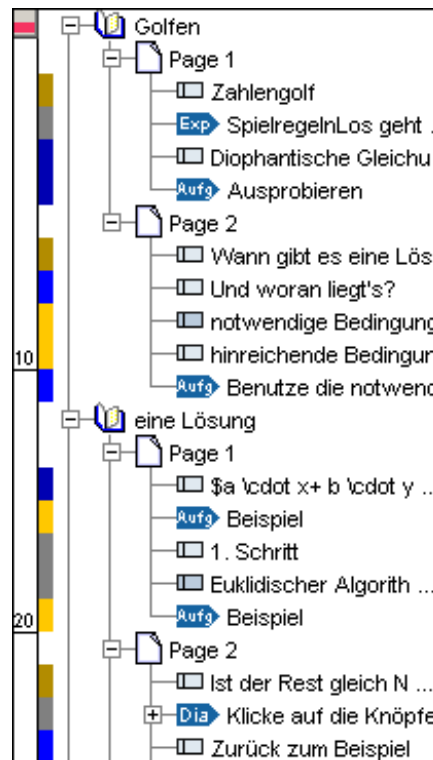 Golfen
Page 1
Zahlengolf
Exp SpielregelnLos geht ..
Diophantische Gleichu
Aufg Ausprobieren
Page 2
Wann gibt es eine Lös
Und woran liegt's?
notwendige Bedingung
10 hinreichende Bedingun
Aufg Benutze die notwend
eine Lösung
Page 1
$a \cdot x+ b \cdot y ...
Aufg Beispiel
1. Schritt
Euklidischer Algorith ...
20 Aufg Beispiel
Page 2
Ist der Rest gleich N ...
Dia Klicke auf die Knöpfe
Zurück zum Beispiel